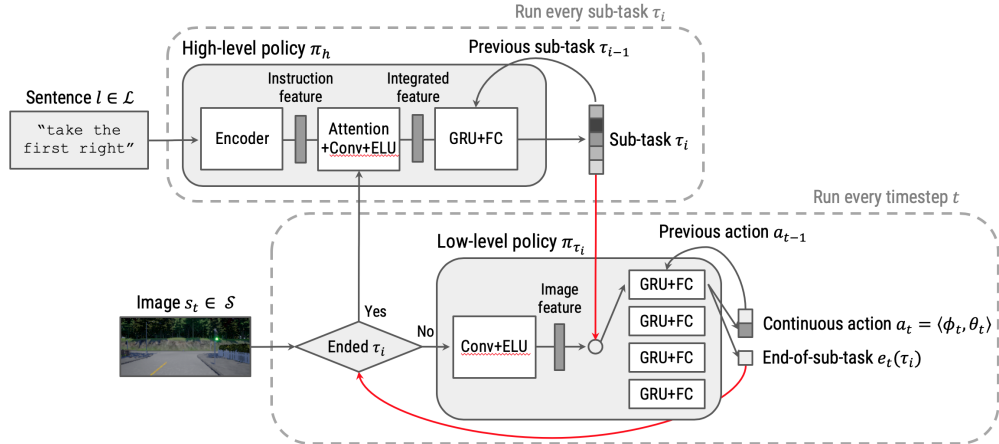 Run every sub-task τᵢ
High-level policy πₕ
Previous sub-task τᵢ₋₁
Instruction
feature
Integrated
feature
Sentence l ∈ ℒ
“take the
first right”
Encoder
Attention
+Conv+ELU
GRU+FC
Sub-task τᵢ
Run every timestep t
Previous action aₜ₋₁
Low-level policy π_τᵢ
Image sₜ ∈ 𝒮
Yes
No
Ended τᵢ
Image
feature
Conv+ELU
GRU+FC
GRU+FC
GRU+FC
GRU+FC
Continuous action aₜ = ⟨ϕₜ, θₜ⟩
End-of-sub-task eₜ(τᵢ)